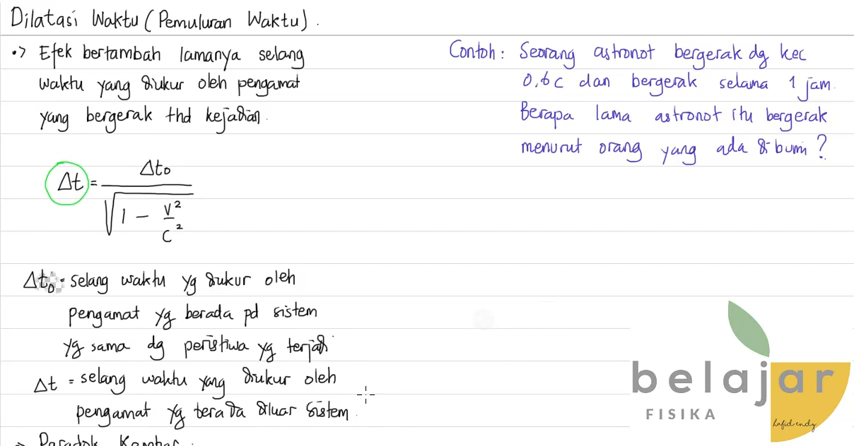 Dilatasi Waktu (Pemuluran Waktu).
•> Efek bertambah lamanya selang
waktu yang diukur oleh pengamat
yang bergerak thd kejadian.
Δt = Δt₀ / √(1 - v²/c²)
Δt₀ = selang waktu yg diukur oleh
pengamat yg berada pd sistem
yg sama dg peristiwa yg terjadi
Δt = selang waktu yang diukur oleh
pengamat yg berada diluar sistem.
Contoh: Seorang astronot bergerak dg kec
0,6c dan bergerak selama 1 jam.
Berapa lama astronot itu bergerak
menurut orang yang ada di bumi?
belajar
FISIKA
hafid endy